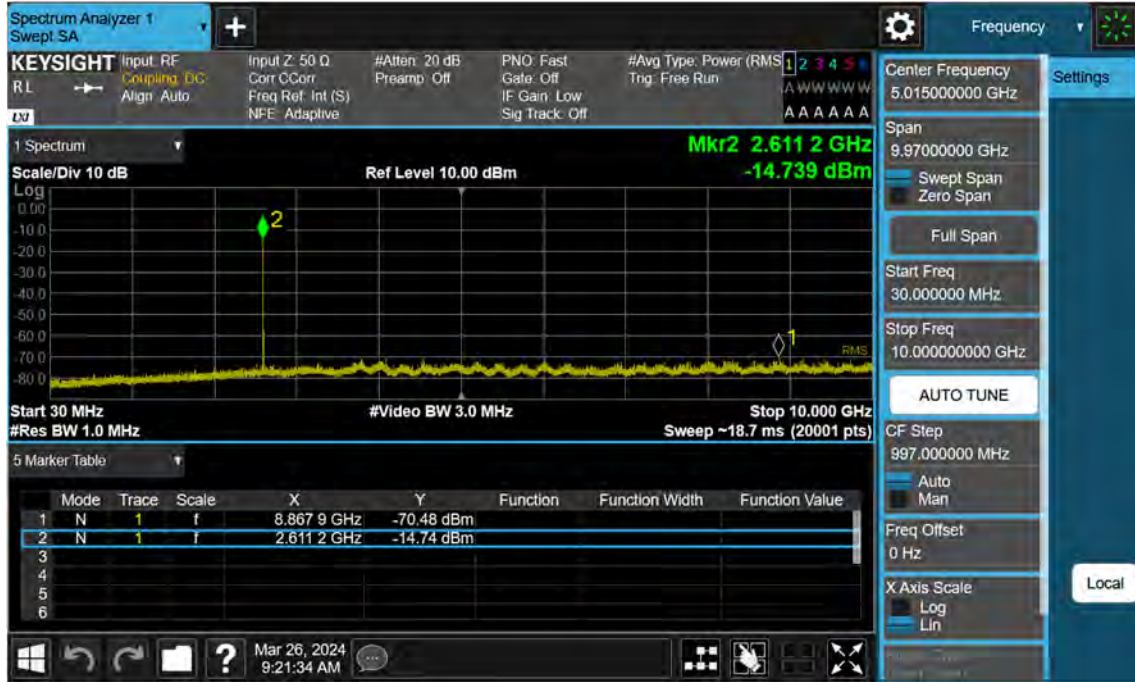 Spectrum Analyzer 1
Swept SA
+
Frequency
KEYSIGHT
RL
LXI
Input: RF
Coupling: DC
Align: Auto
Input Z: 50 Ω
Corr CCorr
Freq Ref: Int (S)
NFE: Adaptive
#Atten: 20 dB
Preamp: Off
PNO: Fast
Gate: Off
IF Gain: Low
Sig Track: Off
#Avg Type: Power (RMS
Trig: Free Run
1 2 3 4 5 6
A W W W W W
A A A A A A
1 Spectrum
Scale/Div 10 dB
Ref Level 10.00 dBm
Mkr2 2.611 2 GHz
-14.739 dBm
Log
0.00
-10.0
-20.0
-30.0
-40.0
-50.0
-60.0
-70.0
-80.0
2
1
RMS
Start 30 MHz
#Video BW 3.0 MHz
Stop 10.000 GHz
#Res BW 1.0 MHz
Sweep ~18.7 ms (20001 pts)
5 Marker Table
Mode Trace Scale X Y Function Function Width Function Value
1 N 1 f 8.867 9 GHz -70.48 dBm
2 N 1 f 2.611 2 GHz -14.74 dBm
3
4
5
6
Mar 26, 2024
9:21:34 AM
?
Center Frequency
5.015000000 GHz
Span
9.97000000 GHz
Swept Span
Zero Span
Full Span
Start Freq
30.000000 MHz
Stop Freq
10.000000000 GHz
AUTO TUNE
CF Step
997.000000 MHz
Auto
Man
Freq Offset
0 Hz
X Axis Scale
Log
Lin
Settings
Local